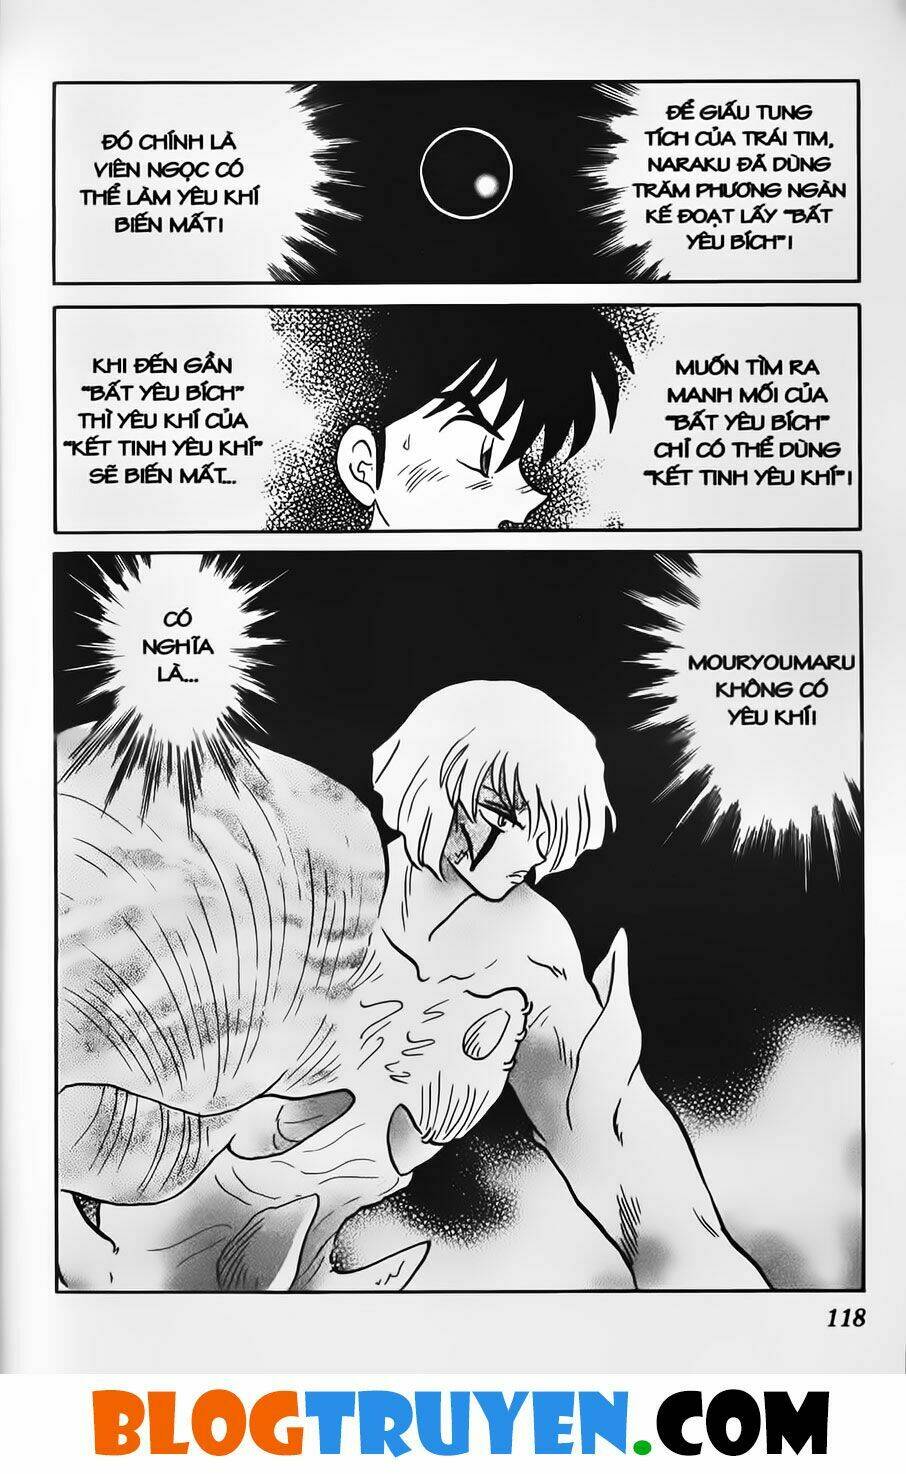 ĐỂ GIẤU TUNG
TÍCH CỦA TRÁI TIM,
NARAKU ĐÃ DÙNG
TRĂM PHƯƠNG NGÀN
KẾ ĐOẠT LẤY "BẤT
YÊU BÍCH"!
ĐÓ CHÍNH LÀ
VIÊN NGỌC CÓ
THỂ LÀM YÊU KHÍ
BIẾN MẤT!
MUỐN TÌM RA
MANH MỐI CỦA
"BẤT YÊU BÍCH"
CHỈ CÓ THỂ DÙNG
"KẾT TINH YÊU KHÍ"!
KHI ĐẾN GẦN
"BẤT YÊU BÍCH"
THÌ YÊU KHÍ CỦA
"KẾT TINH YÊU KHÍ"
SẼ BIẾN MẤT...
MOURYOUMARU
KHÔNG CÓ
YÊU KHÍ!
CÓ
NGHĨA
LÀ...
118
BLOGTRUYEN.COM